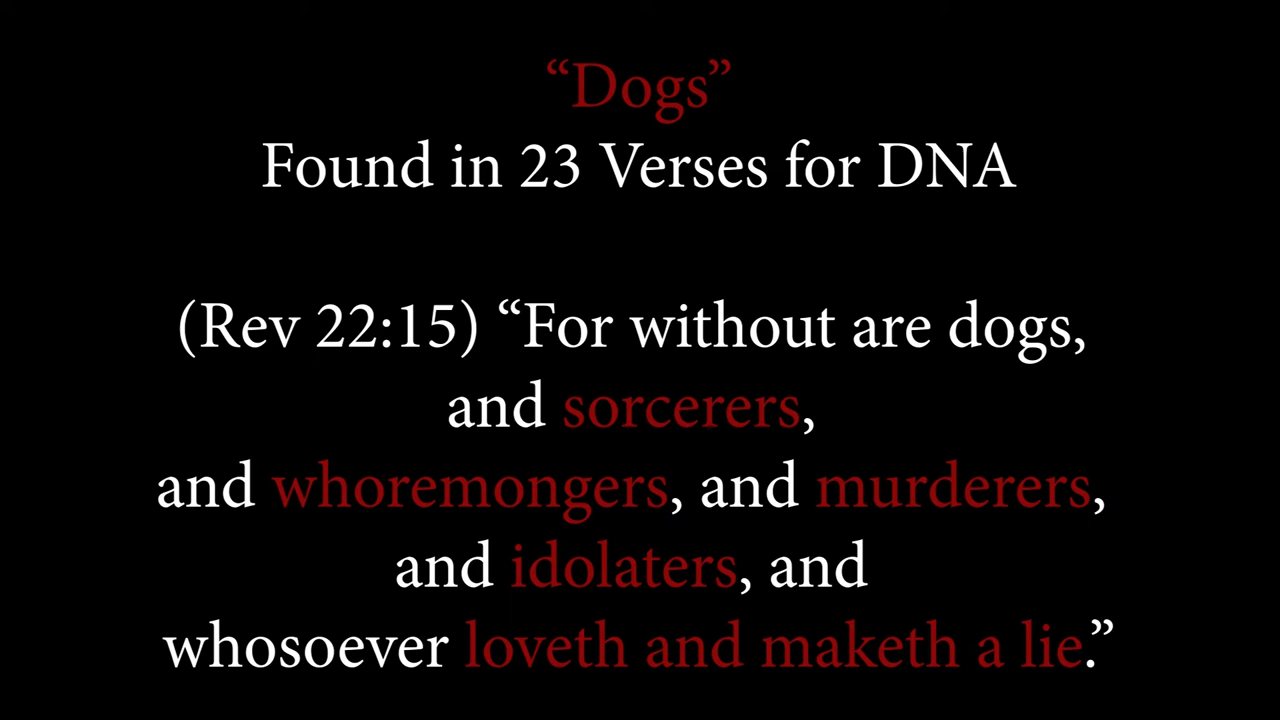 “Dogs”
Found in 23 Verses for DNA
(Rev 22:15) “For without are dogs,
and sorcerers,
and whoremongers, and murderers,
and idolaters, and
whosoever loveth and maketh a lie.”